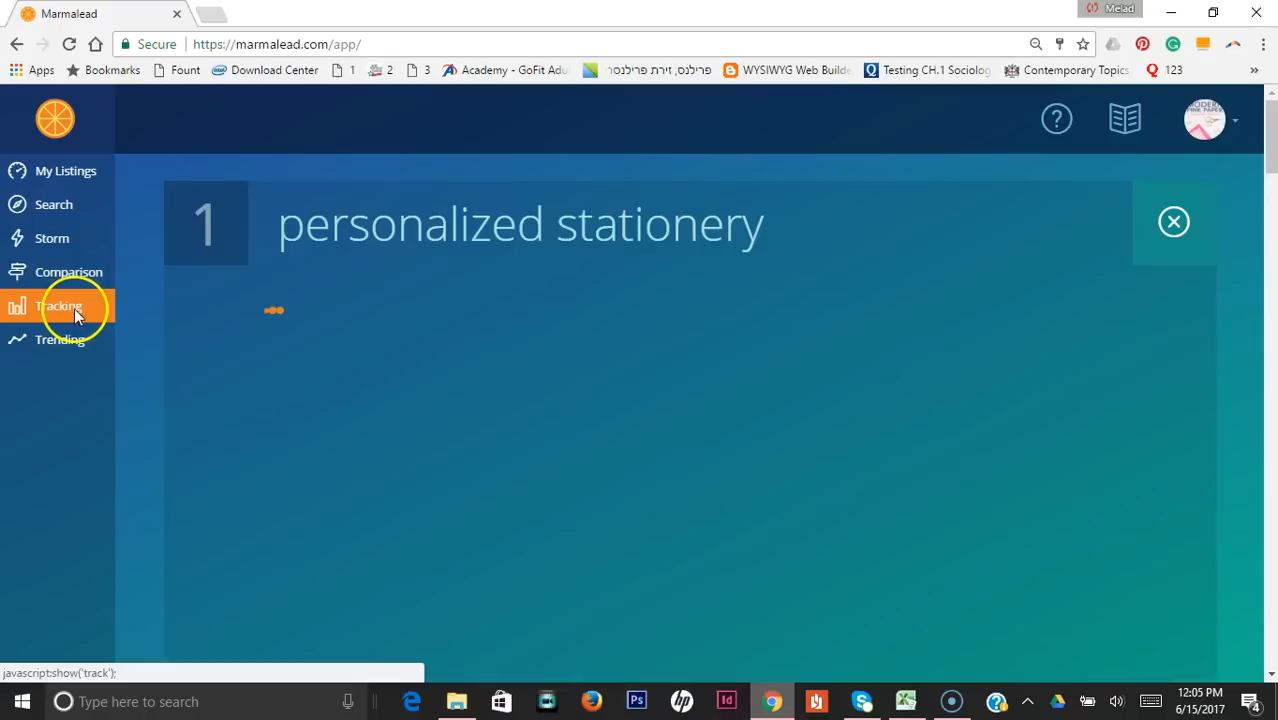 Marmalead
Melad
Secure https://marmalead.com/app/
Apps Bookmarks Fount Download Center 1 2 3 Academy - GoFit Adu פרילנס, זירת פרילנסר WYSIWYG Web Builde Testing CH.1 Sociolog Contemporary Topics 123 »
My Listings
Search
Storm
Comparison
Tracking
Trending
1 personalized stationery
javascript:show('track');
Type here to search
12:05 PM
6/15/2017
4